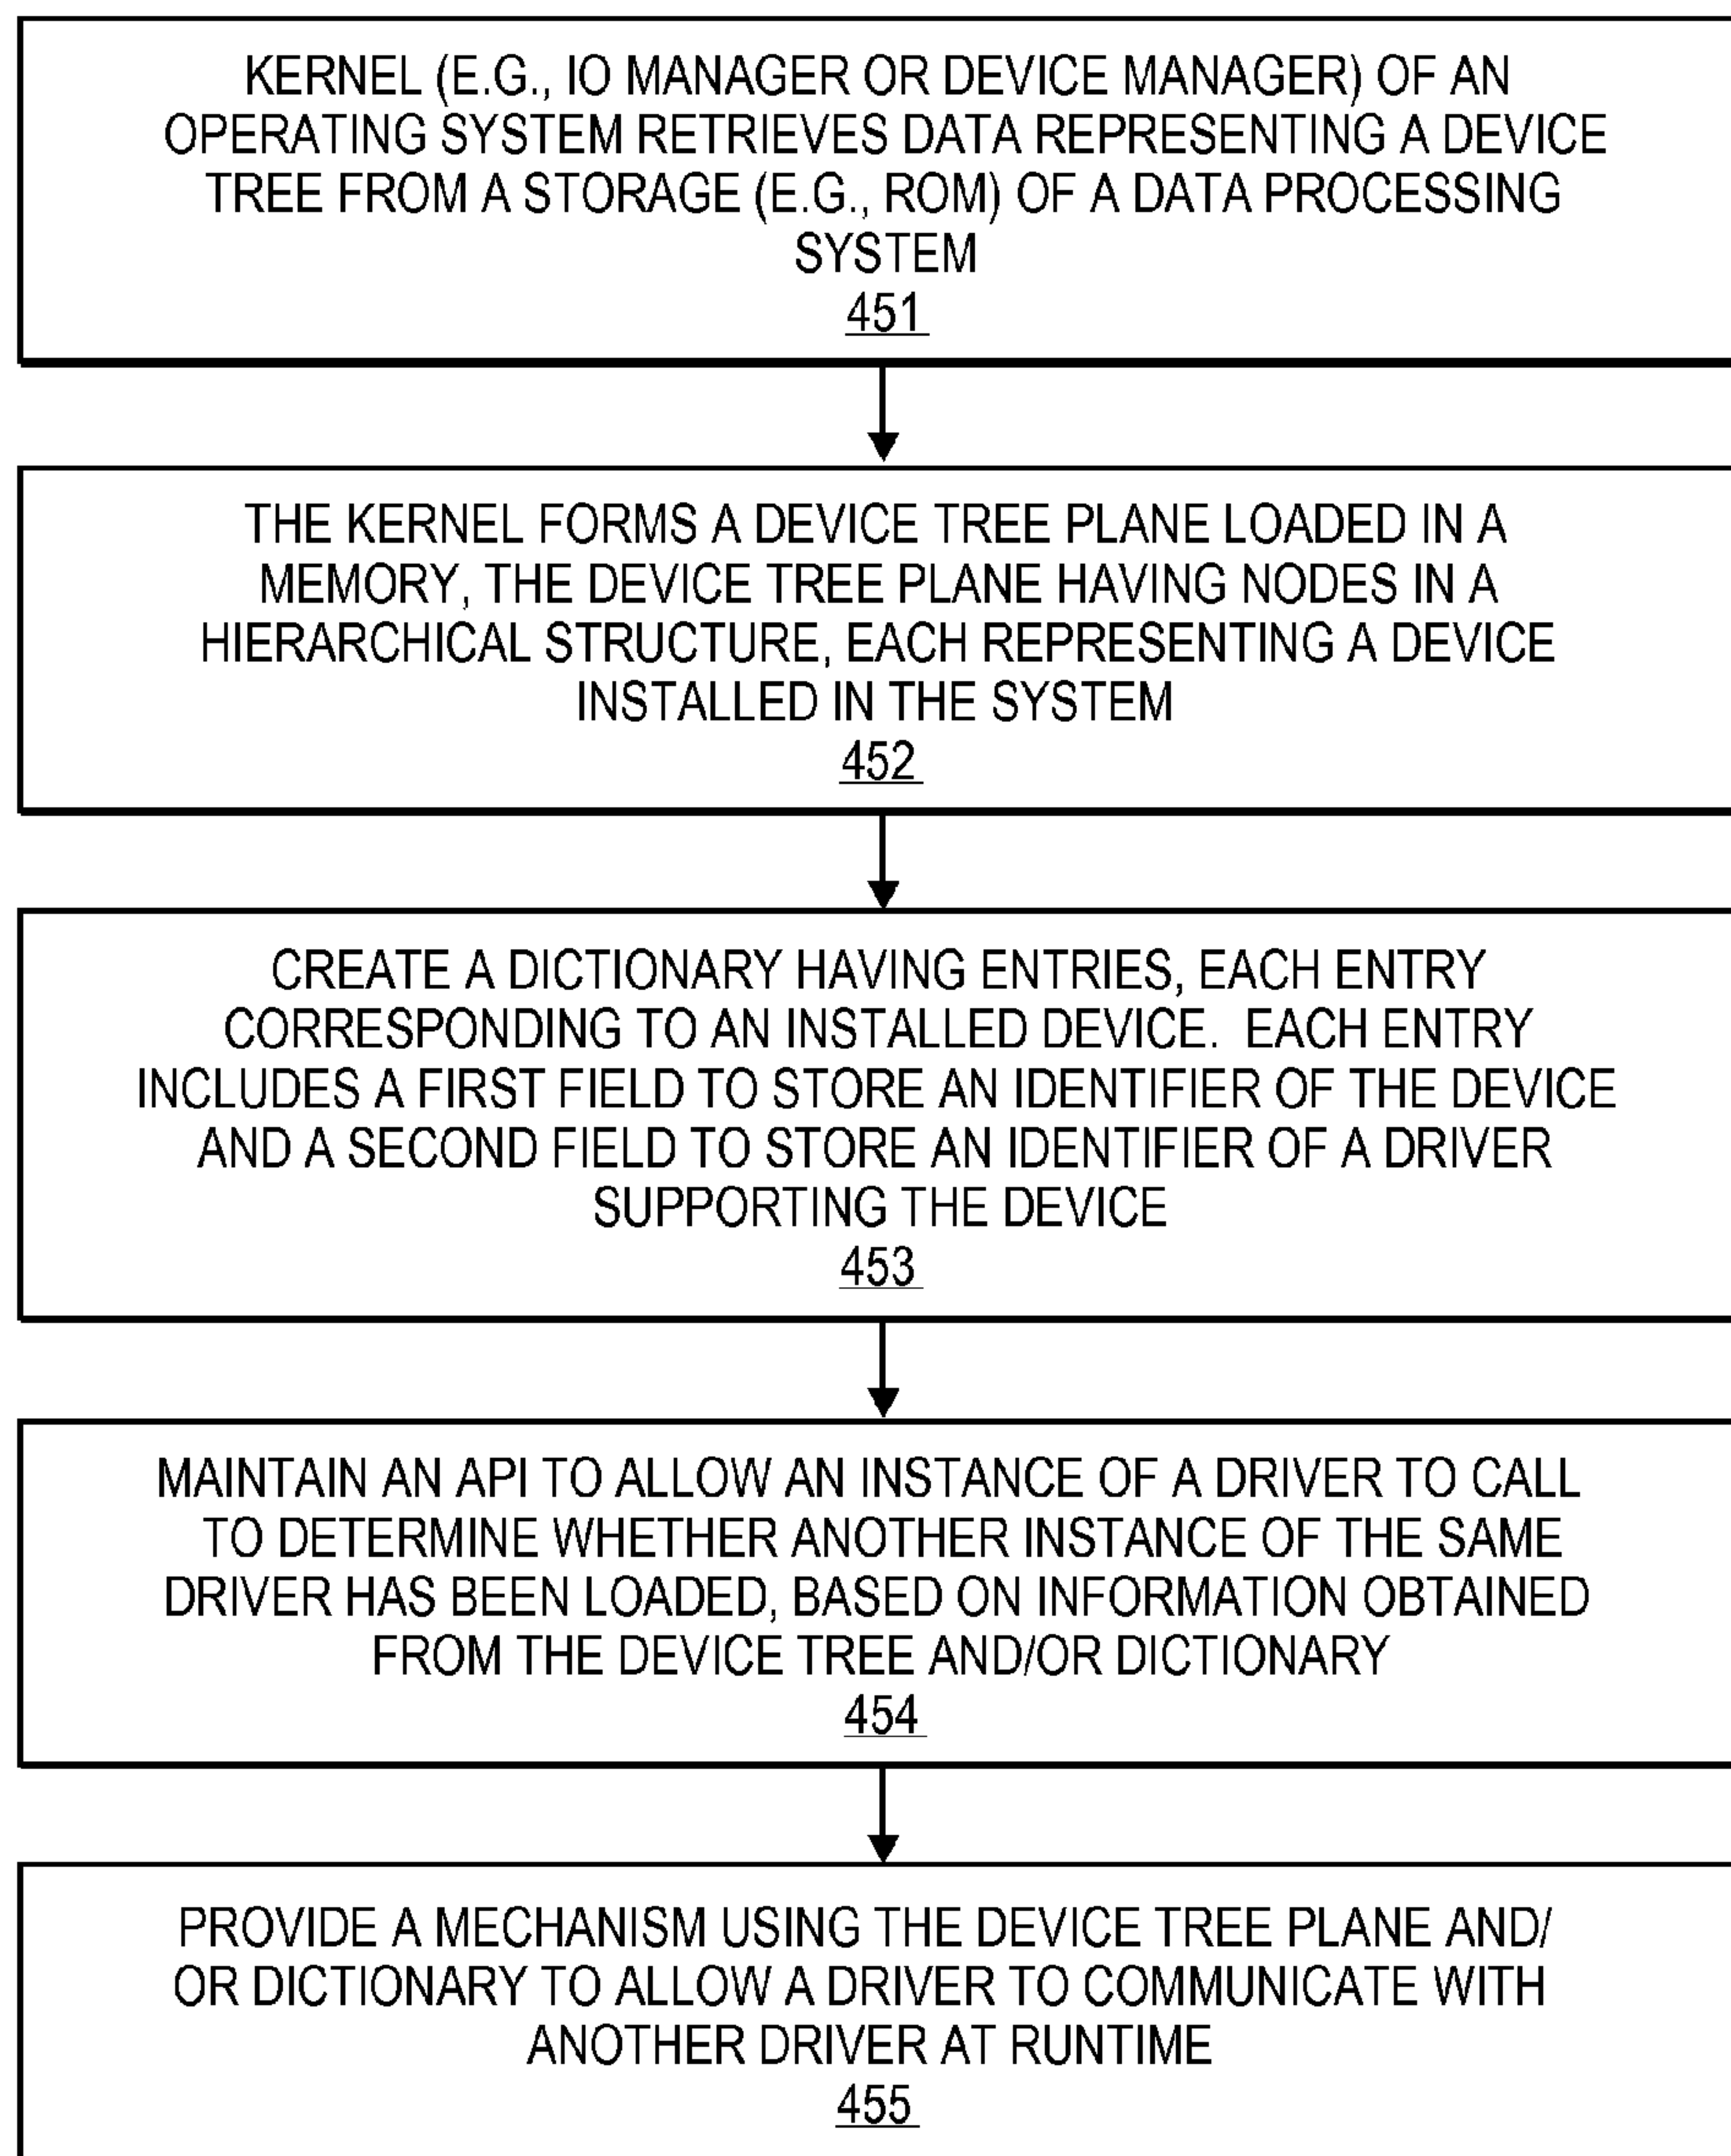 KERNEL (E.G., IO MANAGER OR DEVICE MANAGER) OF AN
OPERATING SYSTEM RETRIEVES DATA REPRESENTING A DEVICE
TREE FROM A STORAGE (E.G., ROM) OF A DATA PROCESSING
SYSTEM
451
THE KERNEL FORMS A DEVICE TREE PLANE LOADED IN A
MEMORY, THE DEVICE TREE PLANE HAVING NODES IN A
HIERARCHICAL STRUCTURE, EACH REPRESENTING A DEVICE
INSTALLED IN THE SYSTEM
452
CREATE A DICTIONARY HAVING ENTRIES, EACH ENTRY
CORRESPONDING TO AN INSTALLED DEVICE. EACH ENTRY
INCLUDES A FIRST FIELD TO STORE AN IDENTIFIER OF THE DEVICE
AND A SECOND FIELD TO STORE AN IDENTIFIER OF A DRIVER
SUPPORTING THE DEVICE
453
MAINTAIN AN API TO ALLOW AN INSTANCE OF A DRIVER TO CALL
TO DETERMINE WHETHER ANOTHER INSTANCE OF THE SAME
DRIVER HAS BEEN LOADED, BASED ON INFORMATION OBTAINED
FROM THE DEVICE TREE AND/OR DICTIONARY
454
PROVIDE A MECHANISM USING THE DEVICE TREE PLANE AND/
OR DICTIONARY TO ALLOW A DRIVER TO COMMUNICATE WITH
ANOTHER DRIVER AT RUNTIME
455